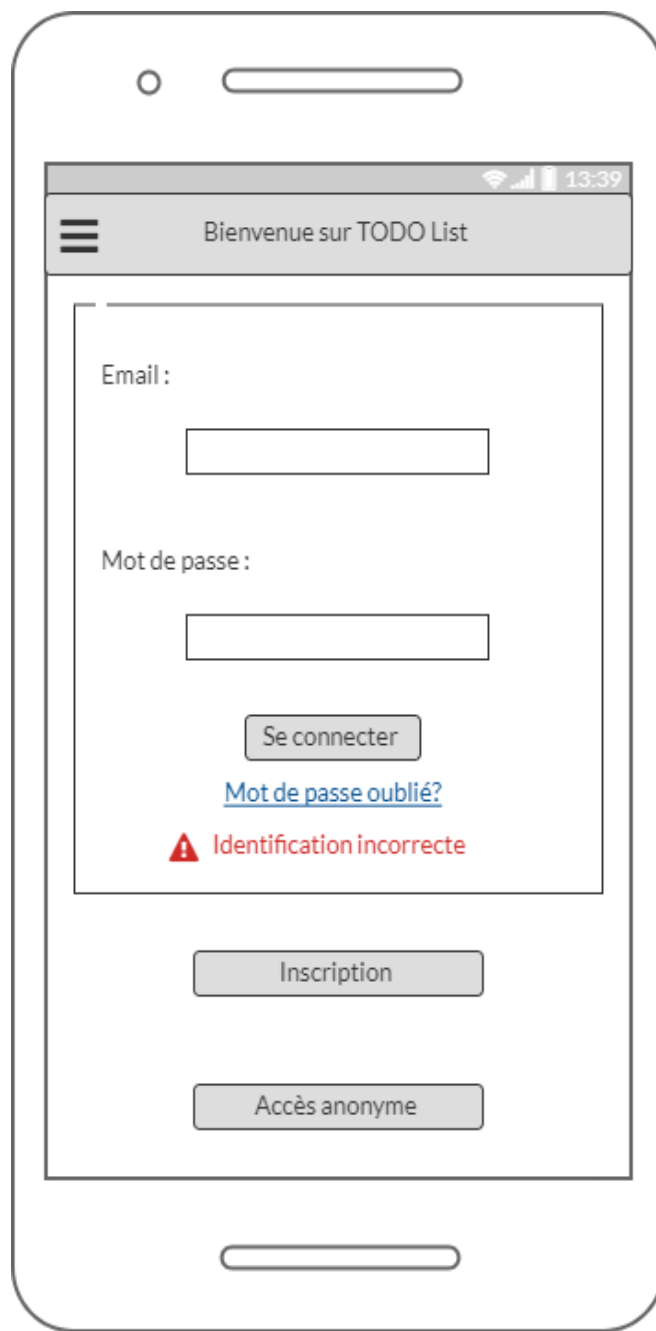 13:39
Bienvenue sur TODO List
Email :
Mot de passe :
Se connecter
Mot de passe oublié?
Identification incorrecte
Inscription
Accès anonyme